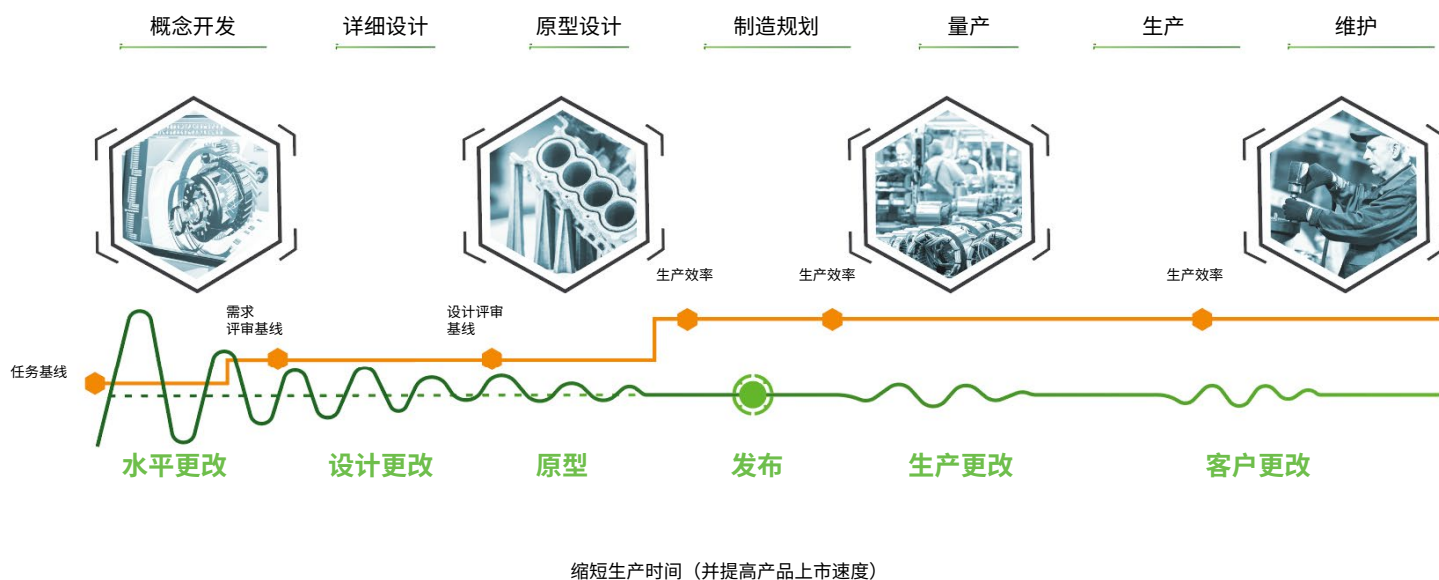 概念开发
详细设计
原型设计
制造规划
量产
生产
维护
生产效率
生产效率
生产效率
需求
评审基线
设计评审
基线
任务基线
水平更改
设计更改
原型
发布
生产更改
客户更改
缩短生产时间（并提高产品上市速度）